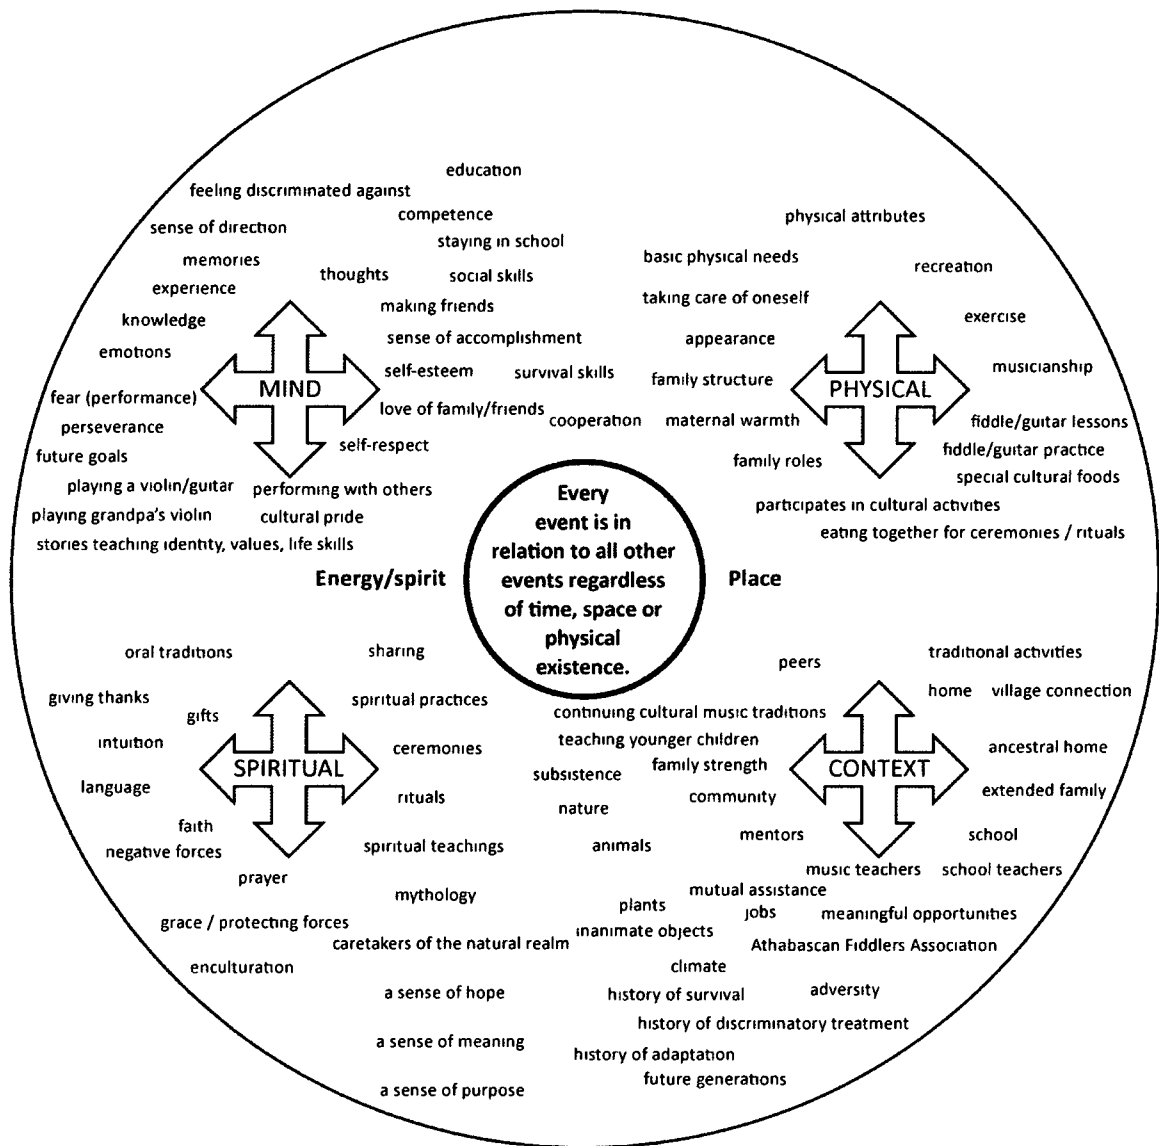 education
feeling discriminated against
competence
sense of direction
staying in school
memories
thoughts
social skills
experience
making friends
knowledge
sense of accomplishment
emotions
self-esteem
survival skills
MIND
fear (performance)
love of family/friends
cooperation
perseverance
self-respect
future goals
playing a violin/guitar
performing with others
playing grandpa's violin
cultural pride
stories teaching identity, values, life skills
physical attributes
basic physical needs
recreation
taking care of oneself
exercise
appearance
musicianship
family structure
PHYSICAL
maternal warmth
fiddle/guitar lessons
family roles
fiddle/guitar practice
special cultural foods
participates in cultural activities
eating together for ceremonies / rituals
Every
event is in
relation to all other
events regardless
of time, space or
physical
existence.
Energy/spirit
Place
oral traditions
sharing
giving thanks
spiritual practices
gifts
intuition
ceremonies
SPIRITUAL
language
rituals
faith
negative forces
spiritual teachings
prayer
mythology
grace / protecting forces
caretakers of the natural realm
enculturation
a sense of hope
a sense of meaning
a sense of purpose
peers
traditional activities
home
village connection
continuing cultural music traditions
teaching younger children
ancestral home
subsistence
family strength
CONTEXT
community
extended family
nature
mentors
school
animals
music teachers
school teachers
mutual assistance
plants
jobs
meaningful opportunities
inanimate objects
Athabascan Fiddlers Association
climate
history of survival
adversity
history of discriminatory treatment
history of adaptation
future generations